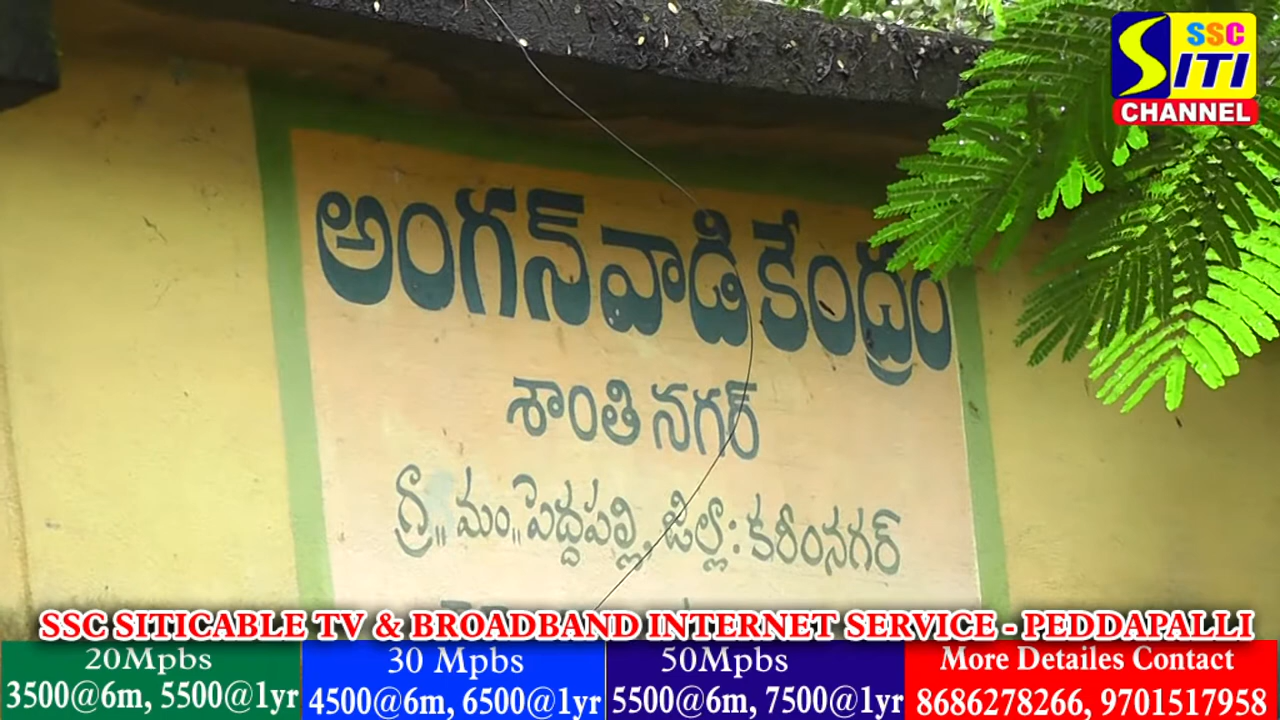 SSC
SITI
CHANNEL
అంగన్‌వాడి కేంద్రం
శాంతి నగర్
గ్రా,, మం,, పెద్దపల్లి, జిల్లా: కరీంనగర్
SSC SITICABLE TV & BROADBAND INTERNET SERVICE - PEDDAPALLI
20Mpbs
3500@6m, 5500@1yr
30 Mpbs
4500@6m, 6500@1yr
50Mpbs
5500@6m, 7500@1yr
More Detailes Contact
8686278266, 9701517958